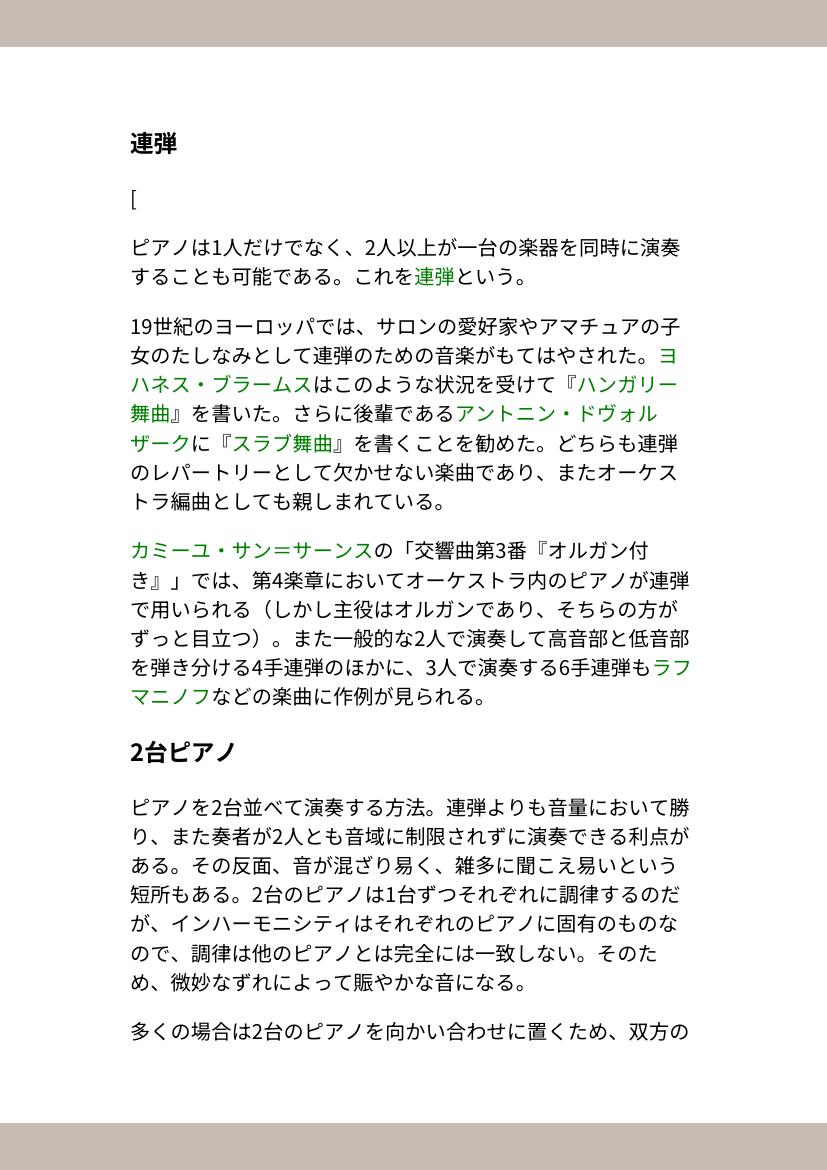 連弾
[
ピアノは1人だけでなく、2人以上が一台の楽器を同時に演奏
することも可能である。これを連弾という。
19世紀のヨーロッパでは、サロンの愛好家やアマチュアの子
女のたしなみとして連弾のための音楽がもてはやされた。ヨ
ハネス・ブラームスはこのような状況を受けて『ハンガリー
舞曲』を書いた。さらに後輩であるアントニン・ドヴォル
ザークに『スラブ舞曲』を書くことを勧めた。どちらも連弾
のレパートリーとして欠かせない楽曲であり、またオーケス
トラ編曲としても親しまれている。
カミーユ・サン＝サーンスの「交響曲第3番『オルガン付
き』」では、第4楽章においてオーケストラ内のピアノが連弾
で用いられる（しかし主役はオルガンであり、そちらの方が
ずっと目立つ）。また一般的な2人で演奏して高音部と低音部
を弾き分ける4手連弾のほかに、3人で演奏する6手連弾もラフ
マニノフなどの楽曲に作例が見られる。
2台ピアノ
ピアノを2台並べて演奏する方法。連弾よりも音量において勝
り、また奏者が2人とも音域に制限されずに演奏できる利点が
ある。その反面、音が混ざり易く、雑多に聞こえ易いという
短所もある。2台のピアノは1台ずつそれぞれに調律するのだ
が、インハーモニシティはそれぞれのピアノに固有のものな
ので、調律は他のピアノとは完全には一致しない。そのた
め、微妙なずれによって賑やかな音になる。
多くの場合は2台のピアノを向かい合わせに置くため、双方の